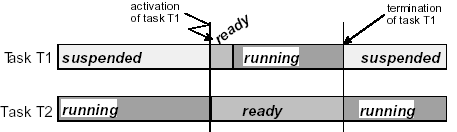 activation
of task T1
ready
termination
of task T1
Task T1 suspended running suspended
Task T2 running ready running